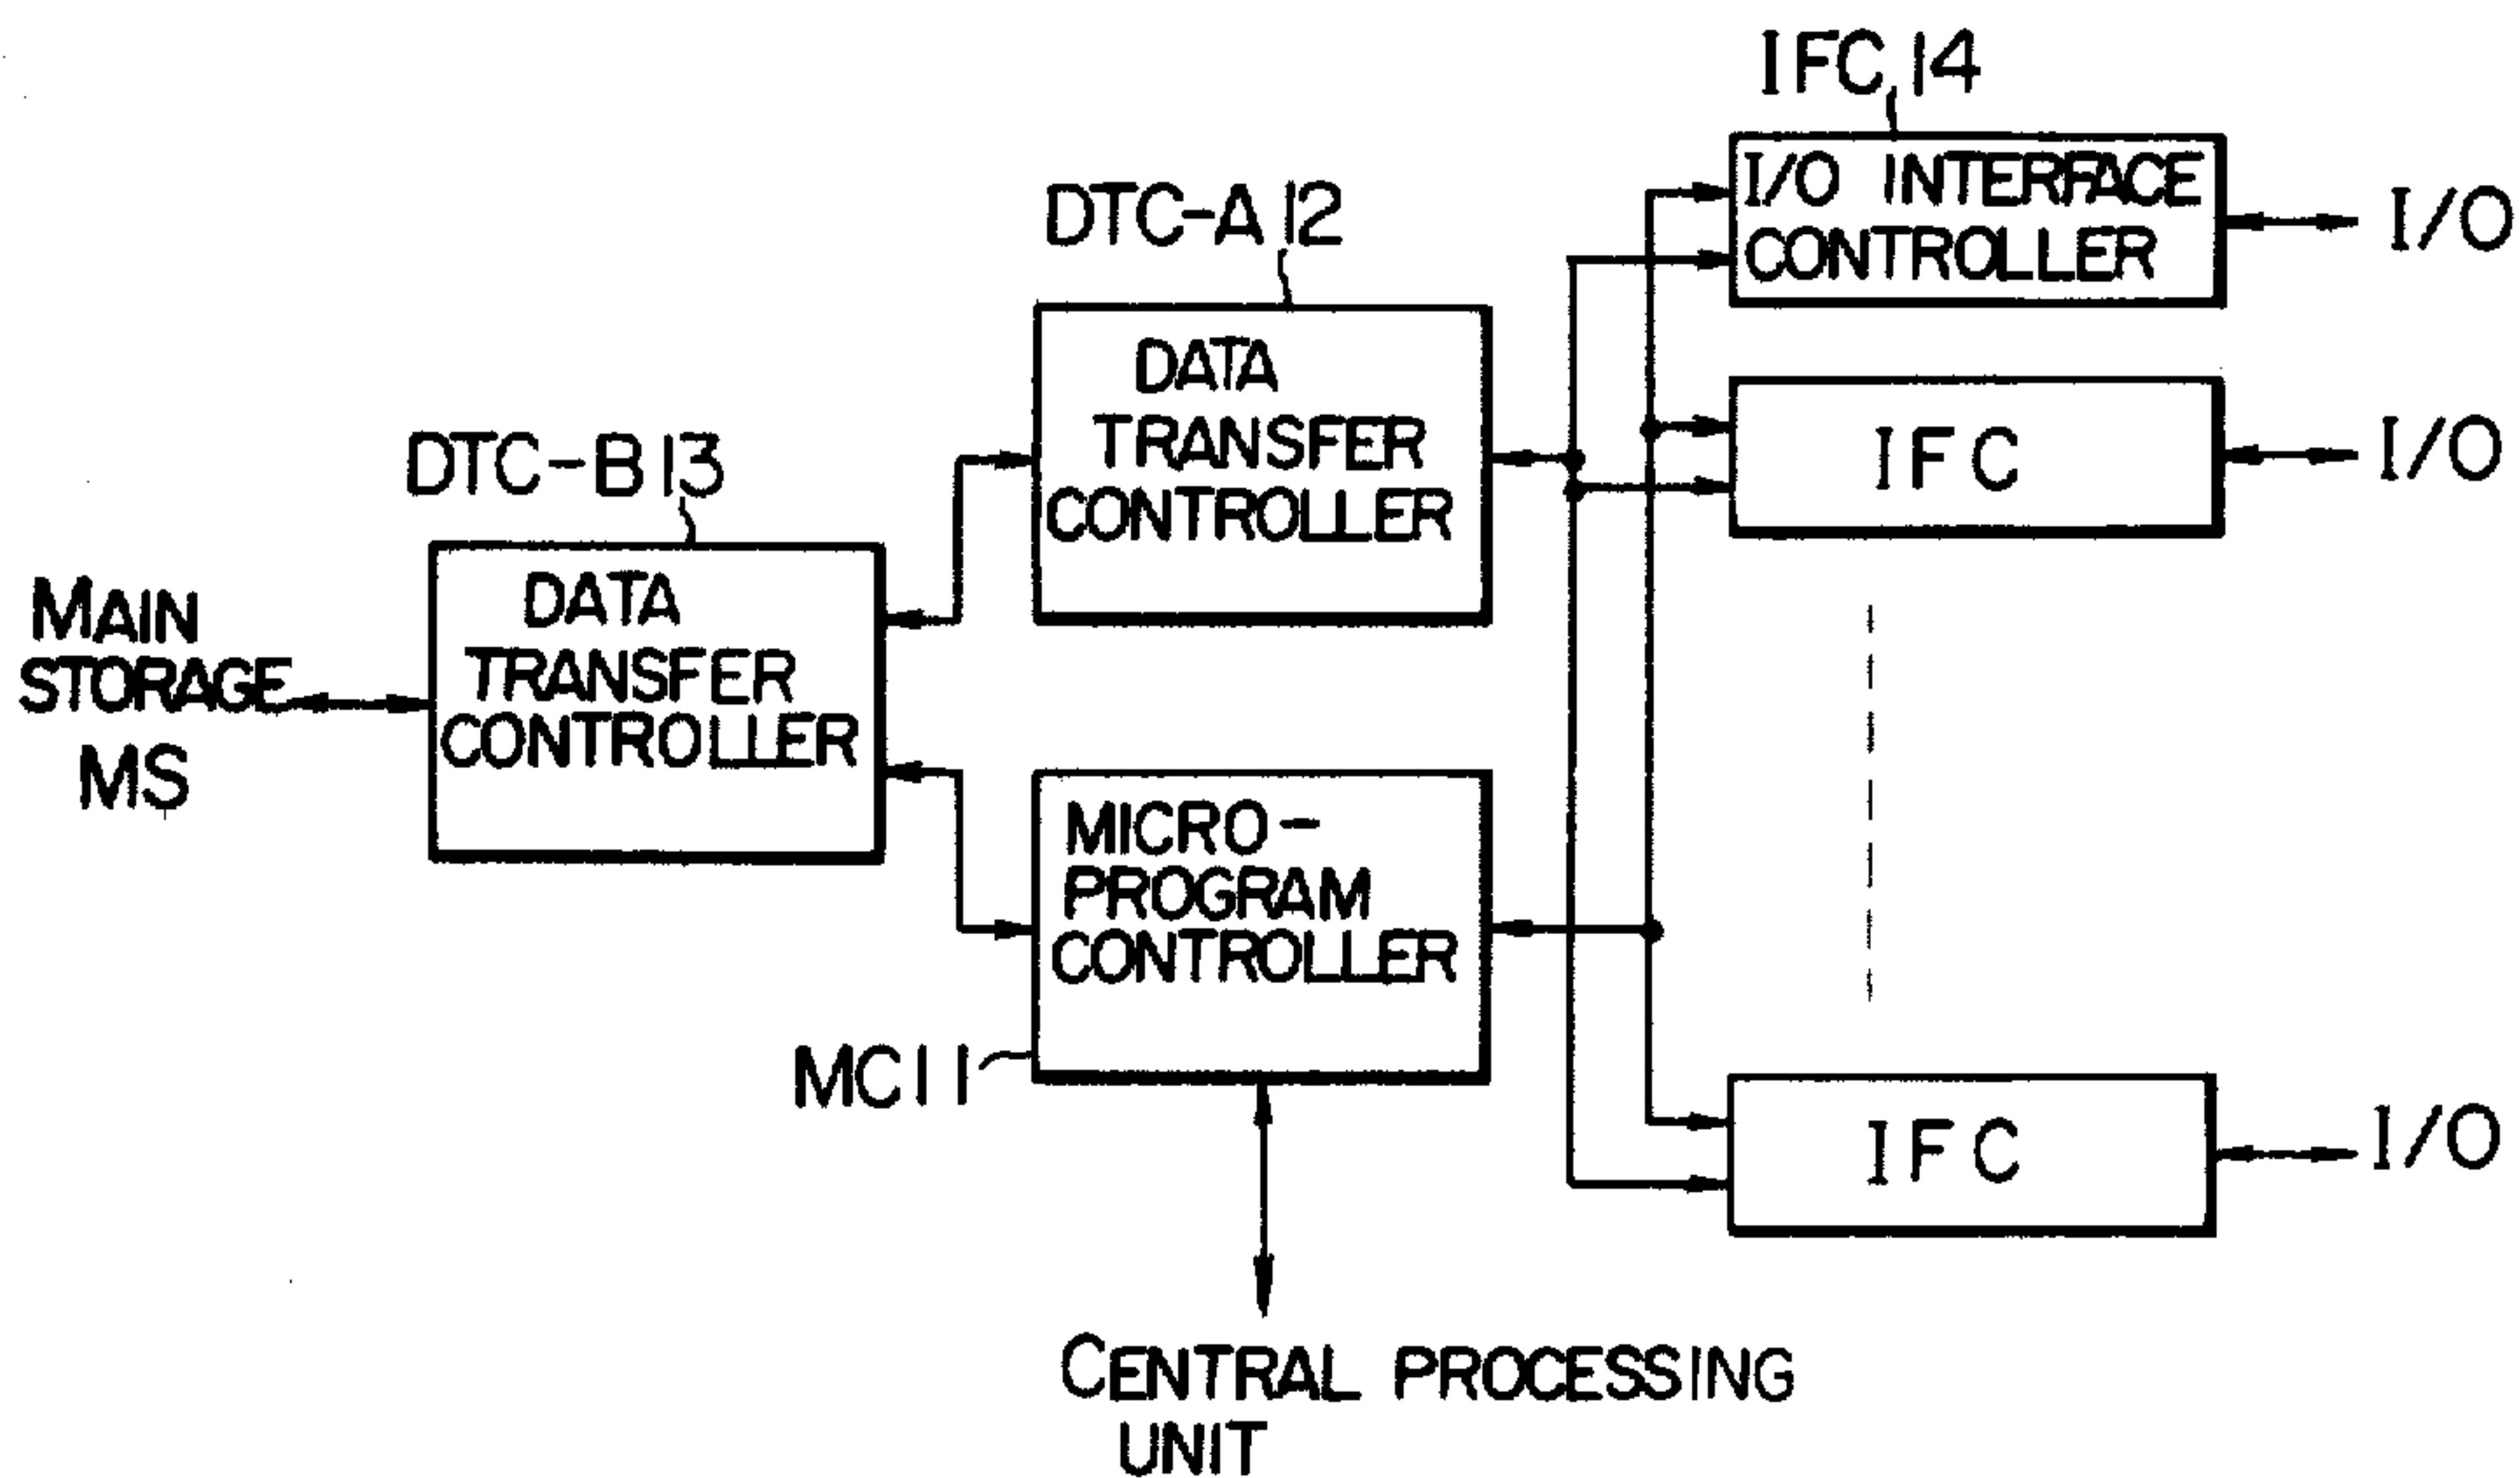 IFC 14
I/O INTERFACE
CONTROLLER
I/O
DTC-A 12
DATA
TRANSFER
CONTROLLER
IFC
I/O
DTC-B 13
DATA
TRANSFER
CONTROLLER
MAIN
STORAGE
MS
MICRO-
PROGRAM
CONTROLLER
MC 11
IFC
I/O
CENTRAL PROCESSING
UNIT